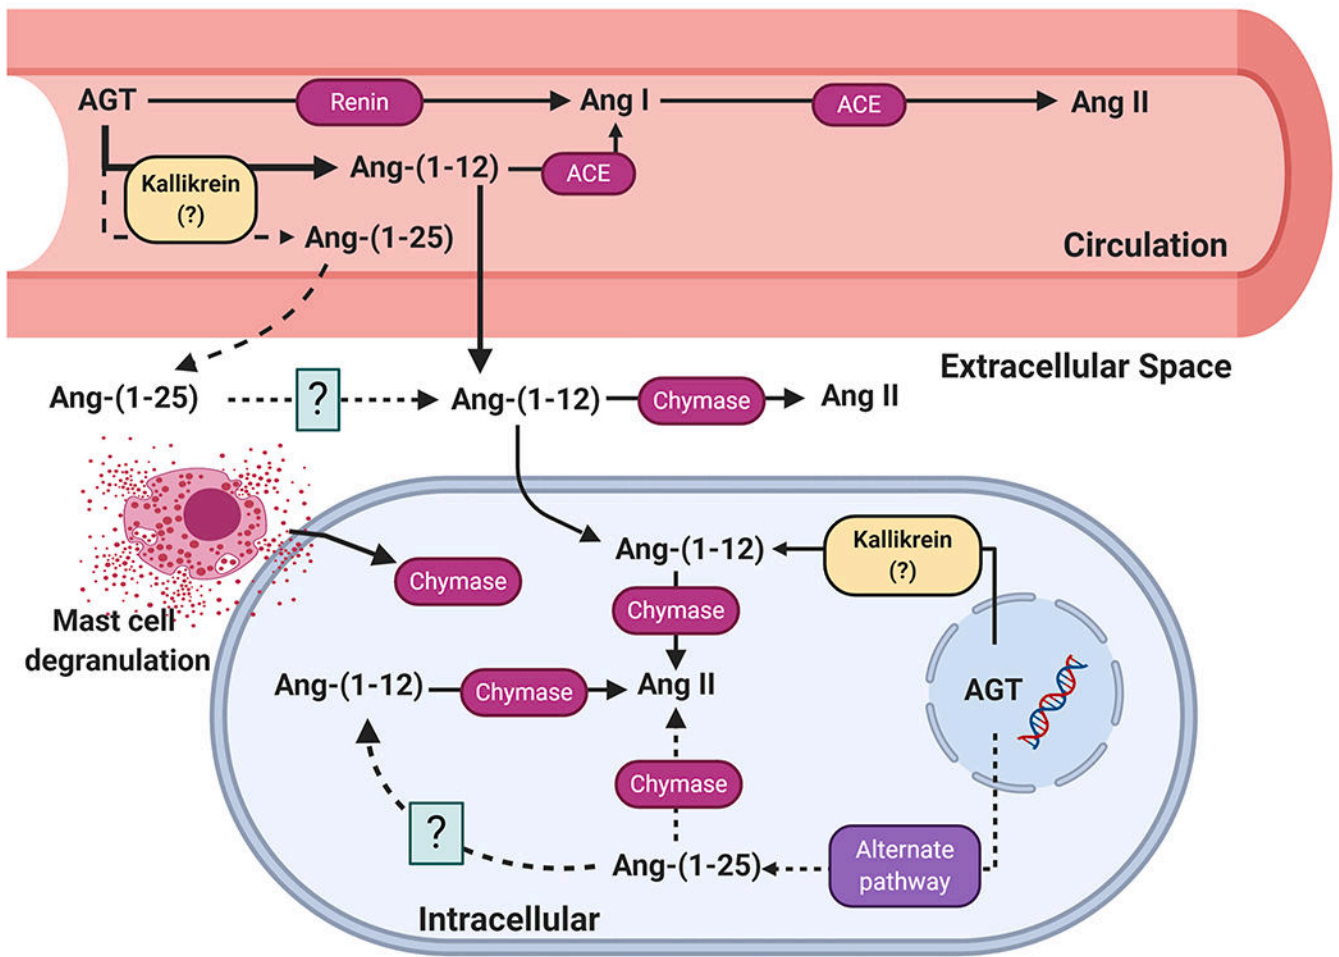 AGT
Renin
Ang I
ACE
Ang II
Kallikrein
(?)
Ang-(1-12)
ACE
Ang-(1-25)
Circulation
Extracellular Space
Ang-(1-25)
?
Ang-(1-12)
Chymase
Ang II
Mast cell
degranulation
Chymase
Ang-(1-12)
Kallikrein
(?)
Chymase
Ang-(1-12)
Chymase
Ang II
AGT
Chymase
?
Ang-(1-25)
Alternate
pathway
Intracellular